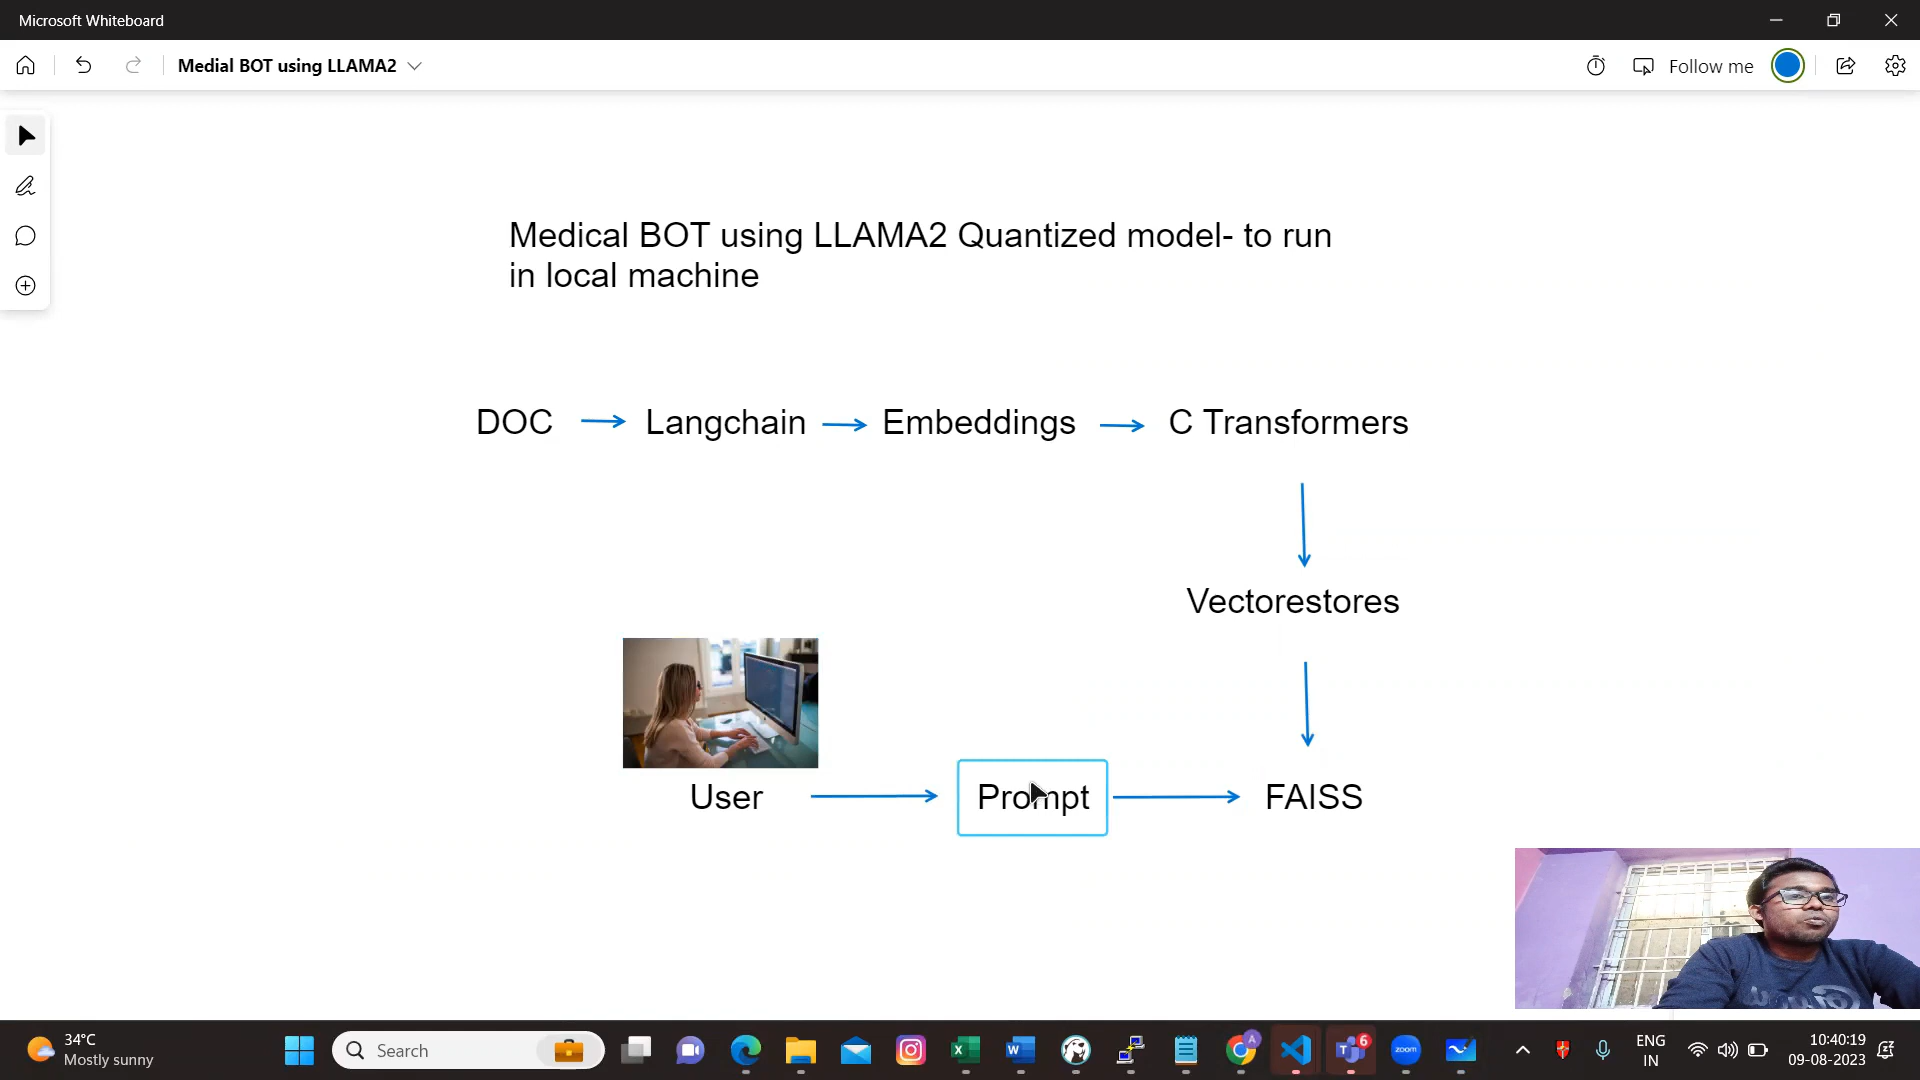 Microsoft Whiteboard
Medial BOT using LLAMA2
Follow me
Medical BOT using LLAMA2 Quantized model- to run
in local machine
DOC Langchain Embeddings C Transformers
Vectorestores
User Prompt FAISS
34°C
Mostly sunny
Search
A
6
zoom
ENG
IN
10:40:19
09-08-2023